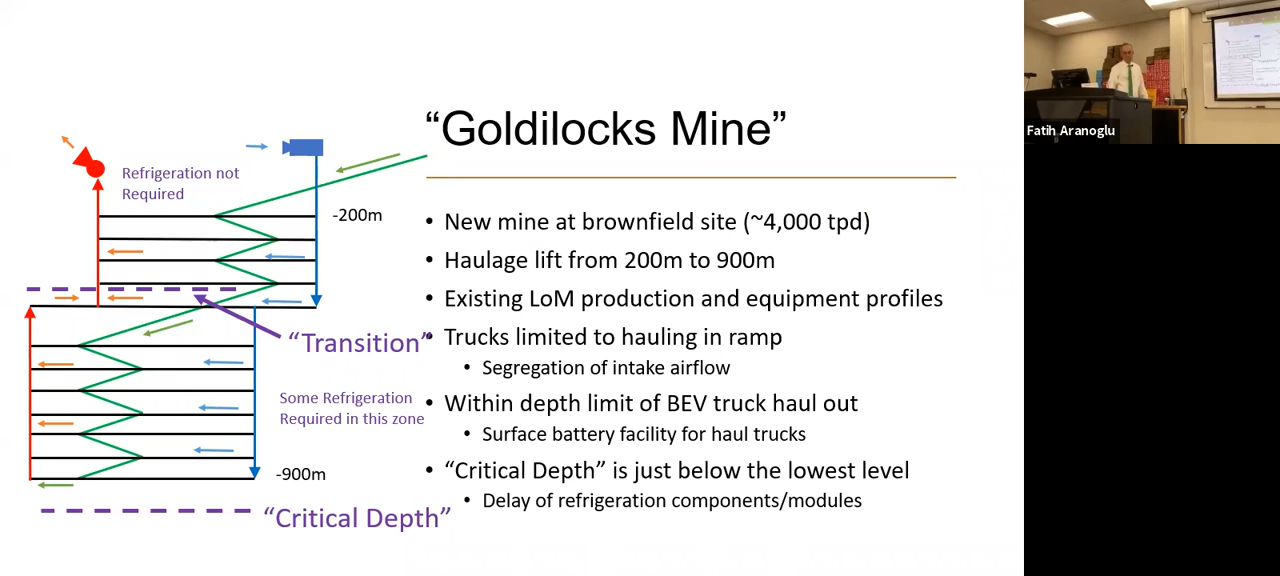 "Goldilocks Mine"
Refrigeration not
Required
-200m
"Transition"
Some Refrigeration
Required in this zone
-900m
"Critical Depth"
• New mine at brownfield site (~4,000 tpd)
• Haulage lift from 200m to 900m
• Existing LoM production and equipment profiles
• Trucks limited to hauling in ramp
• Segregation of intake airflow
• Within depth limit of BEV truck haul out
• Surface battery facility for haul trucks
• "Critical Depth" is just below the lowest level
• Delay of refrigeration components/modules
Fatih Aranoglu